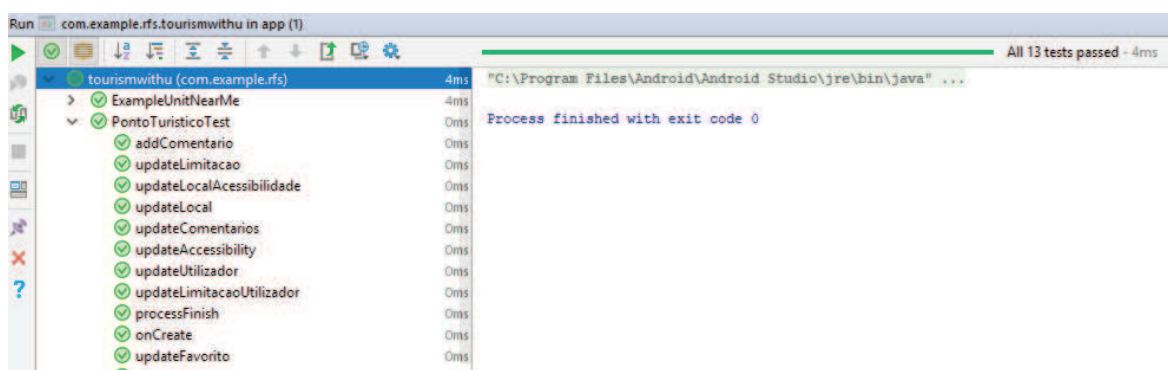 Run com.example.rfs.tourismwithu in app (1)
All 13 tests passed - 4ms
tourismwithu (com.example.rfs) 4ms
ExampleUnitNearMe 4ms
PontoTuristicoTest 0ms
addComentario 0ms
updateLimitacao 0ms
updateLocalAcessibilidade 0ms
updateLocal 0ms
updateComentarios 0ms
updateAccessibility 0ms
updateUtilizador 0ms
updateLimitacaoUtilizador 0ms
processFinish 0ms
onCreate 0ms
updateFavorito 0ms
"C:\Program Files\Android\Android Studio\jre\bin\java" ...
Process finished with exit code 0